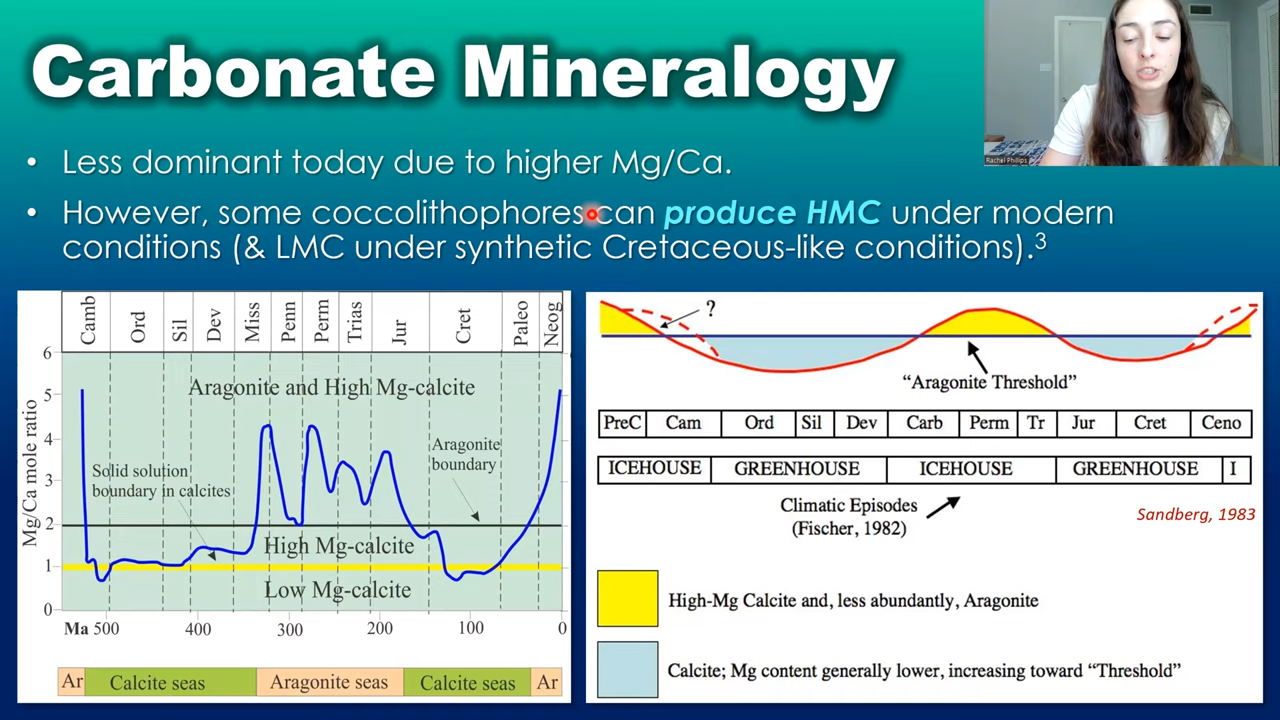 Carbonate Mineralogy
Rachel Phillips
• Less dominant today due to higher Mg/Ca.
• However, some coccolithophores can produce HMC under modern
conditions (& LMC under synthetic Cretaceous-like conditions).3
Camb Ord Sil Dev Miss Penn Perm Trias Jur Cret Paleo Neog
Mg/Ca mole ratio
6
5
4
3
2
1
0
Aragonite and High Mg-calcite
Aragonite
boundary
Solid solution
boundary in calcites
High Mg-calcite
Low Mg-calcite
Ma 500 400 300 200 100 0
Ar Calcite seas Aragonite seas Calcite seas Ar
?
“Aragonite Threshold”
PreC Cam Ord Sil Dev Carb Perm Tr Jur Cret Ceno
ICEHOUSE GREENHOUSE ICEHOUSE GREENHOUSE I
Climatic Episodes
(Fischer, 1982)
Sandberg, 1983
High-Mg Calcite and, less abundantly, Aragonite
Calcite; Mg content generally lower, increasing toward “Threshold”